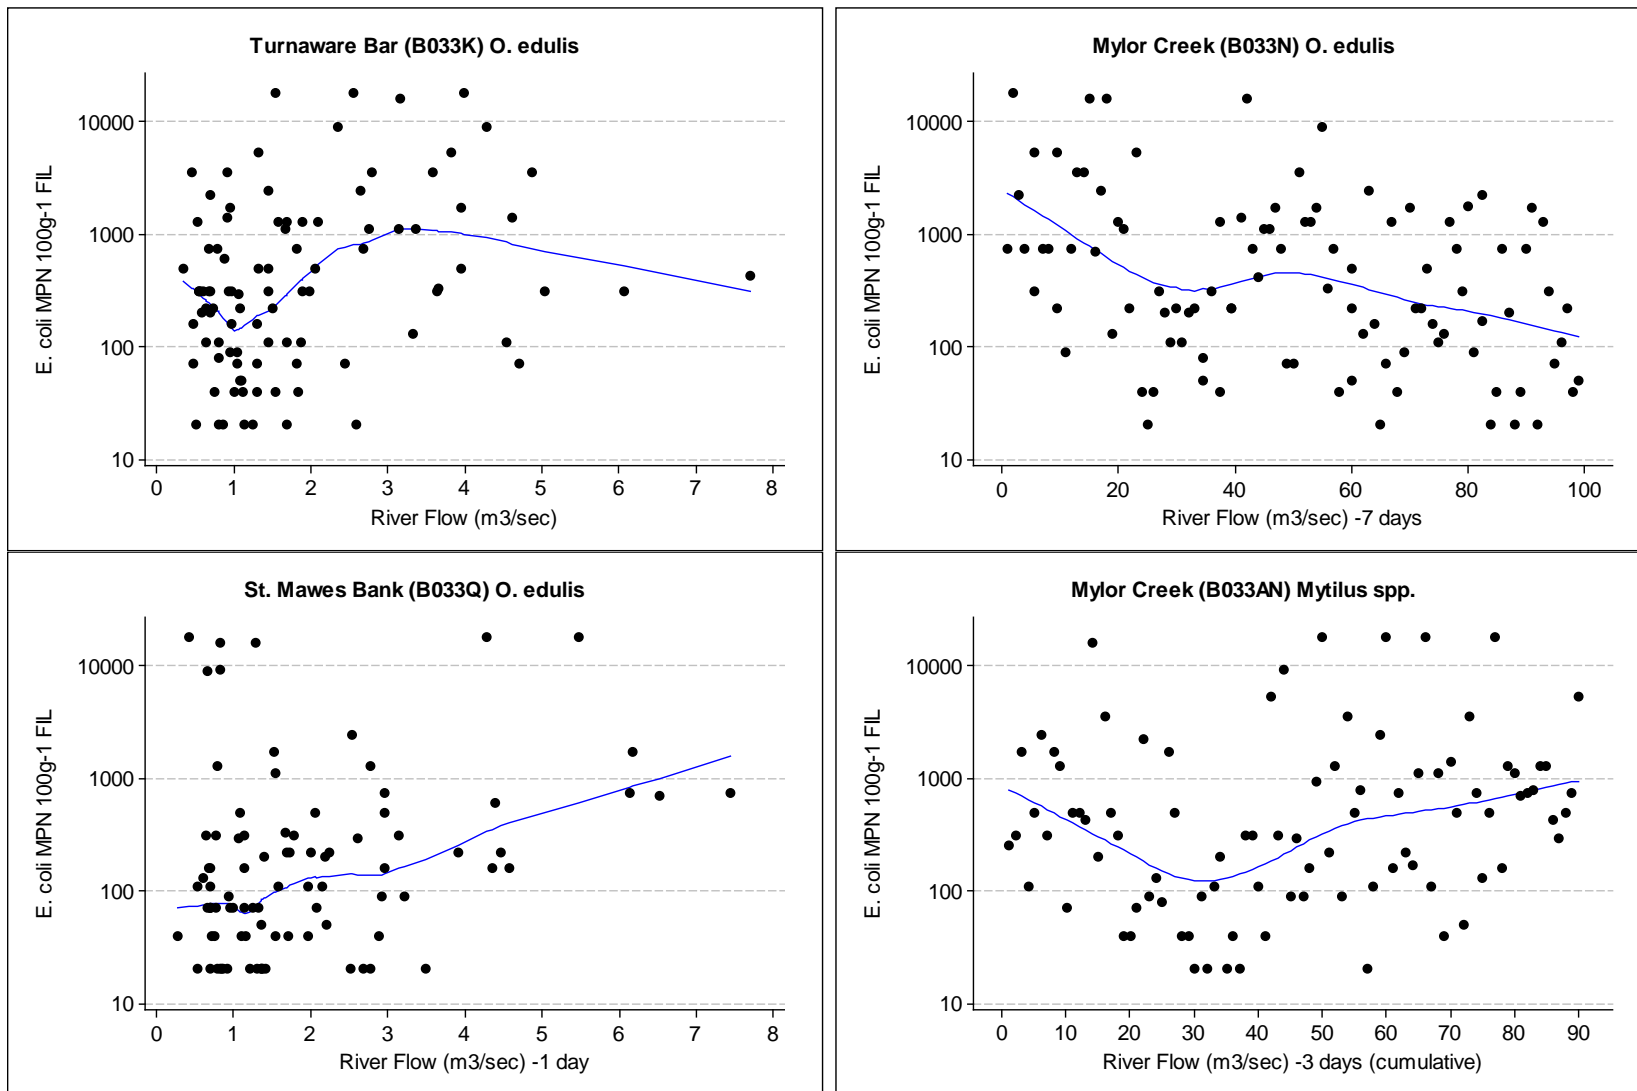 Turnaware Bar (B033K) O. edulis
E. coli MPN 100g-1 FIL
10000
1000
100
10
0 1 2 3 4 5 6 7 8
River Flow (m3/sec)
Mylor Creek (B033N) O. edulis
E. coli MPN 100g-1 FIL
10000
1000
100
10
0 20 40 60 80 100
River Flow (m3/sec) -7 days
St. Mawes Bank (B033Q) O. edulis
E. coli MPN 100g-1 FIL
10000
1000
100
10
0 1 2 3 4 5 6 7 8
River Flow (m3/sec) -1 day
Mylor Creek (B033AN) Mytilus spp.
E. coli MPN 100g-1 FIL
10000
1000
100
10
0 10 20 30 40 50 60 70 80 90
River Flow (m3/sec) -3 days (cumulative)